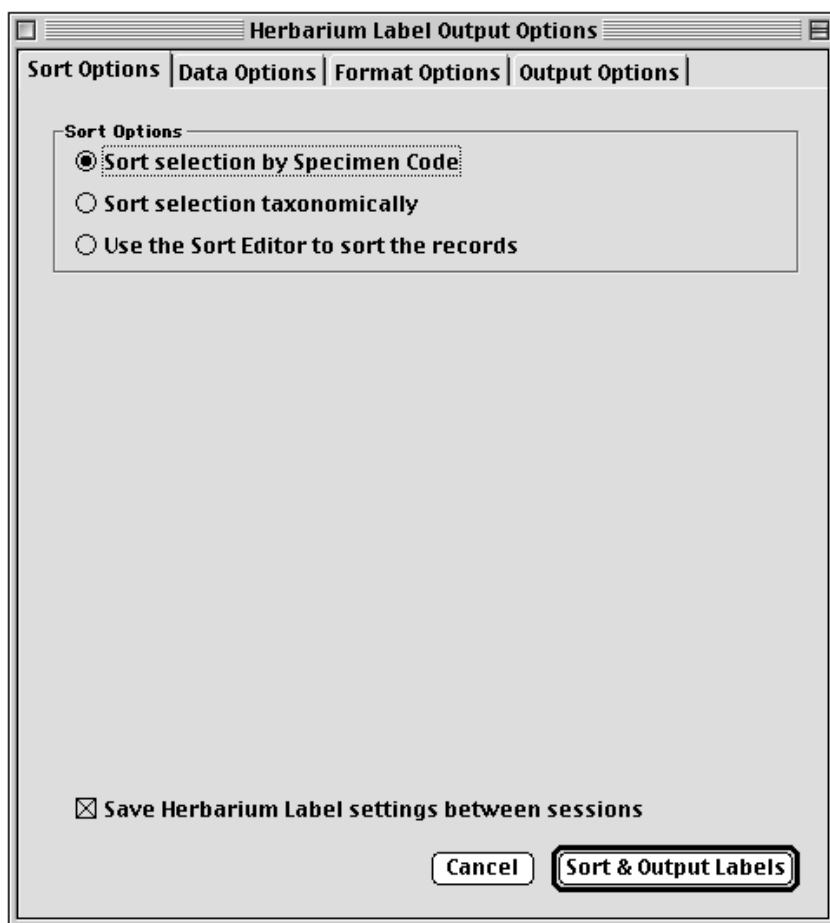 Herbarium Label Output Options
Sort Options Data Options Format Options Output Options
Sort Options
Sort selection by Specimen Code
Sort selection taxonomically
Use the Sort Editor to sort the records
Save Herbarium Label settings between sessions
Cancel Sort & Output Labels